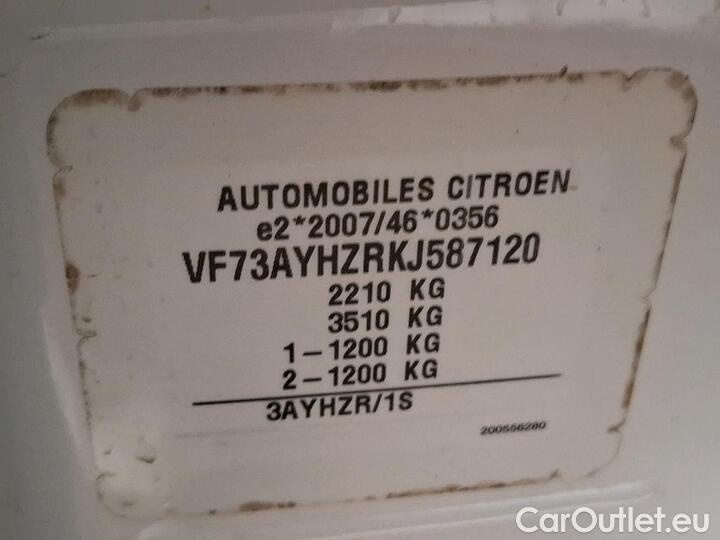 AUTOMOBILES CITROEN
e2*2007/46*0356
VF73AYHZRKJ587120
2210 KG
3510 KG
1-1200 KG
2-1200 KG
3AYHZR/1S
200556280
CarOutlet.eu